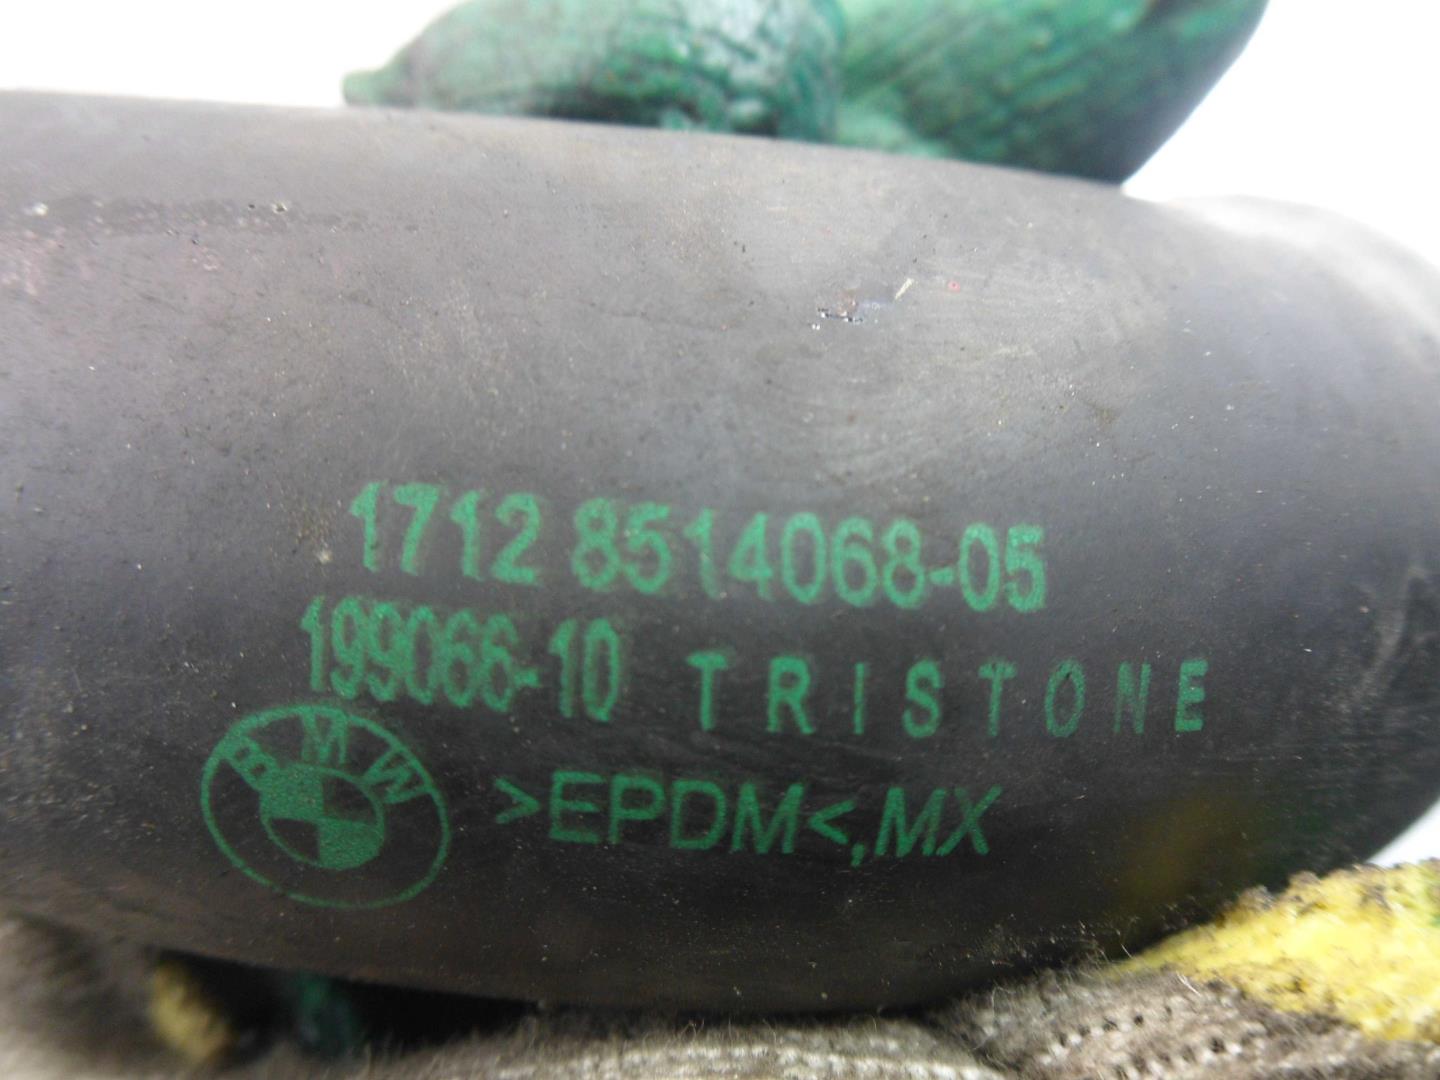 1712 8514068-05
199066-10 TRISTONE
BMW >EPDM<,MX